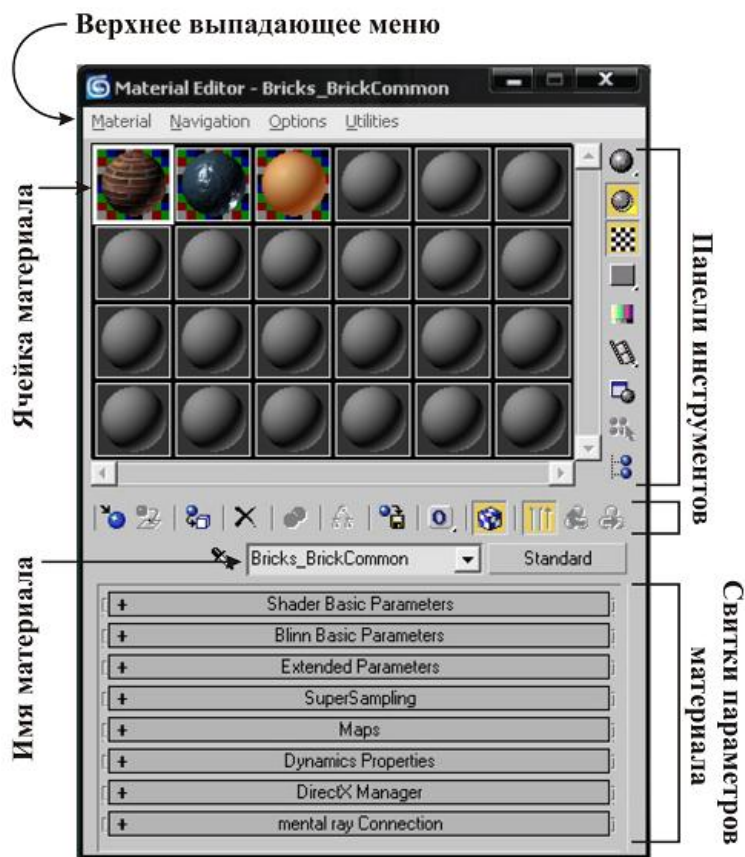 Верхнее выпадающее меню
Material Editor - Bricks_BrickCommon
Material Navigation Options Utilities
Ячейка материала
Панели инструментов
Имя материала
Bricks_BrickCommon
Standard
Shader Basic Parameters
Blinn Basic Parameters
Extended Parameters
SuperSampling
Maps
Dynamics Properties
DirectX Manager
mental ray Connection
Свитки параметров
материала